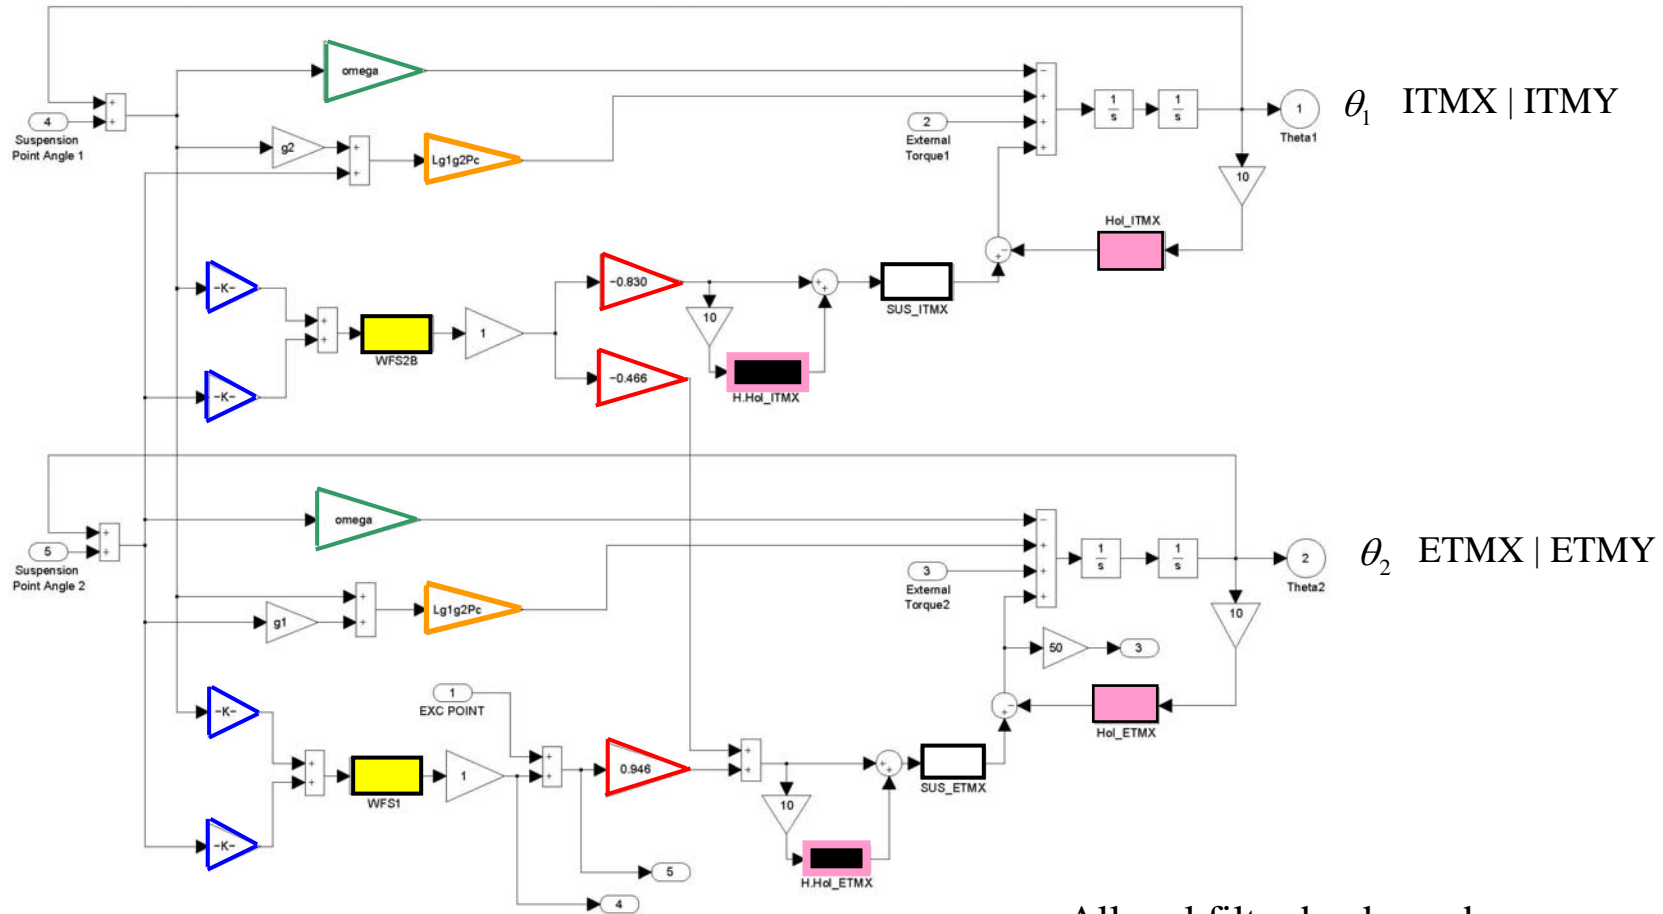 omega
4
Suspension
Point Angle 1
g2
Lg1g2Pc
2
External
Torque1
1
s
1
s
1
Theta1
θ1 ITMX | ITMY
10
Hol_ITMX
-K-
-K-
WFS2B
1
-0.830
-0.466
10
H.Hol_ITMX
SUS_ITMX
omega
5
Suspension
Point Angle 2
g1
Lg1g2Pc
3
External
Torque2
1
s
1
s
2
Theta2
θ2 ETMX | ETMY
10
50
3
Hol_ETMX
-K-
-K-
WFS1
1
1
EXC POINT
0.946
10
H.Hol_ETMX
SUS_ETMX
5
4